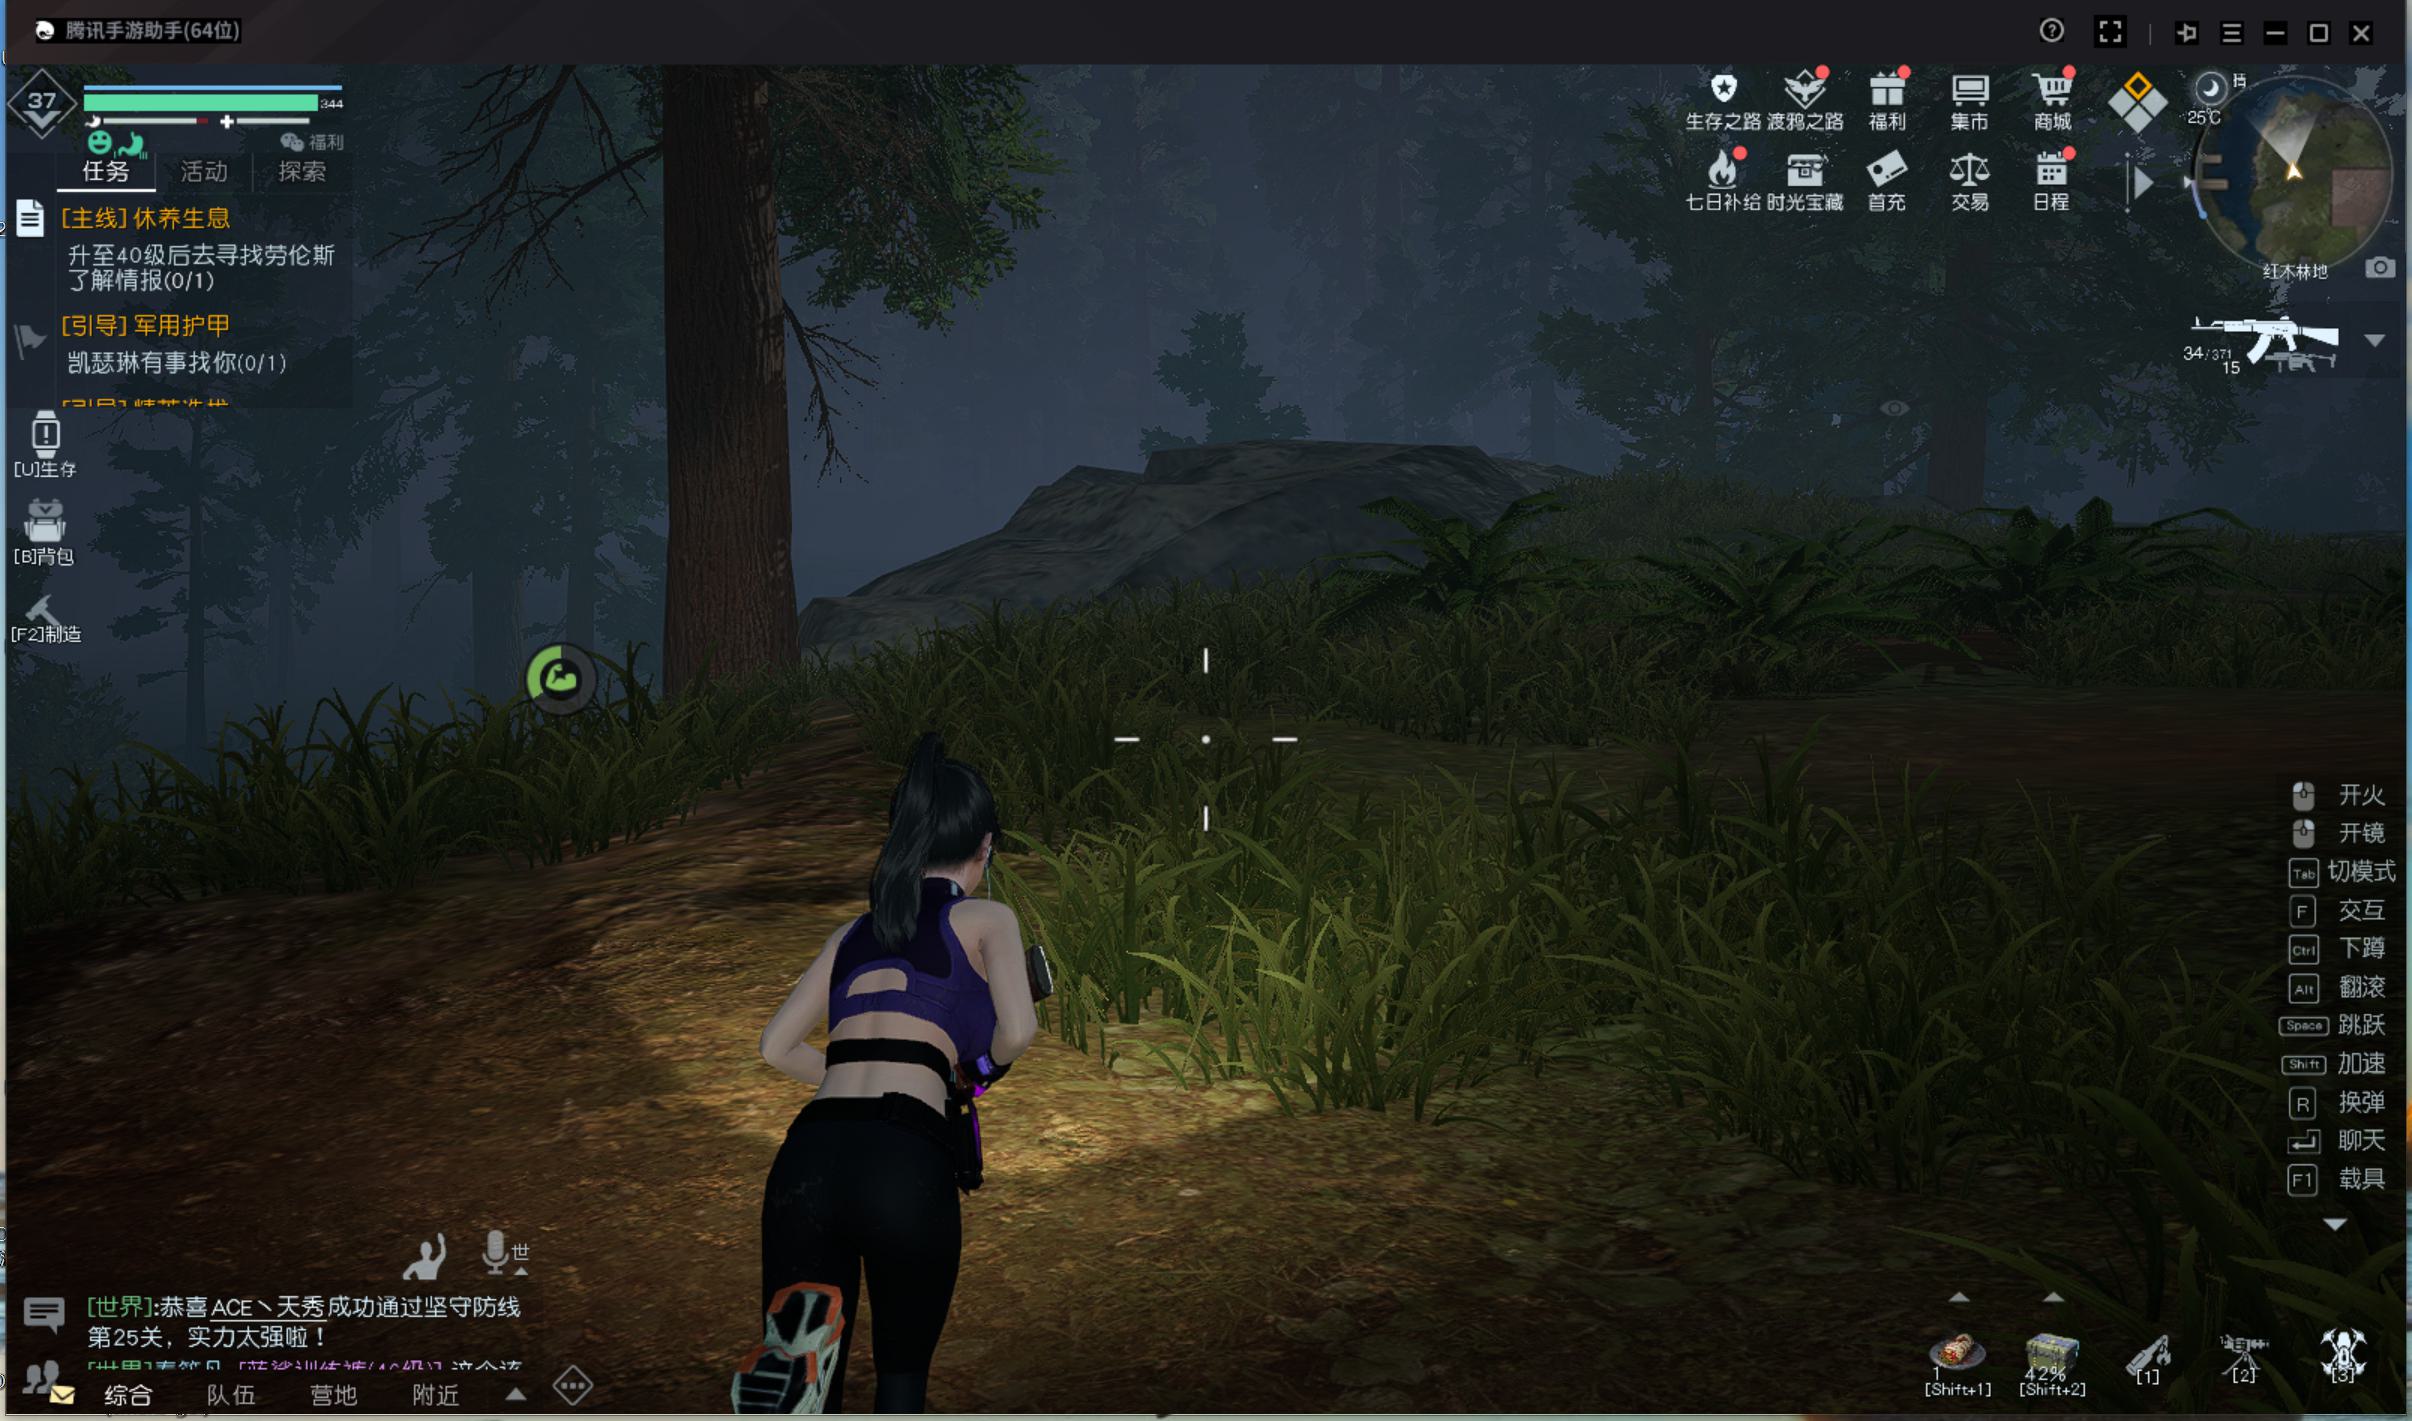 腾讯手游助手(64位)
37
344
福利
任务
活动
探索
[主线] 休养生息
升至40级后去寻找劳伦斯
了解情报(0/1)
[引导] 军用护甲
凯瑟琳有事找你(0/1)
[U]生存
[B]背包
[F2]制造
生存之路
渡鸦之路
福利
集市
商城
七日补给
时光宝藏
首充
交易
日程
晴
25℃
红木林地
34/371
15
开火
开镜
Tab 切模式
F 交互
Ctrl 下蹲
Alt 翻滚
Space 跳跃
Shift 加速
R 换弹
聊天
F1 载具
世
[世界]:恭喜ACE丶天秀成功通过坚守防线
第25关，实力太强啦！
综合
队伍
营地
附近
1
[Shift+1]
42%
[Shift+2]
[1]
[2]
[3]